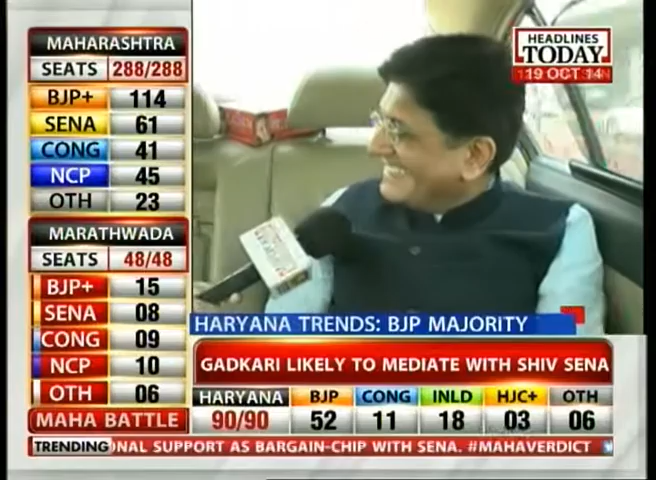 HEADLINES
TODAY
19 OCT 14
MAHARASHTRA
SEATS 288/288
BJP+ 114
SENA 61
CONG 41
NCP 45
OTH 23
MARATHWADA
SEATS 48/48
BJP+ 15
SENA 08
CONG 09
NCP 10
OTH 06
MAHA BATTLE
HARYANA TRENDS: BJP MAJORITY
GADKARI LIKELY TO MEDIATE WITH SHIV SENA
HARYANA BJP CONG INLD HJC+ OTH
90/90 52 11 18 03 06
TRENDING ONAL SUPPORT AS BARGAIN-CHIP WITH SENA. #MAHAVERDICT